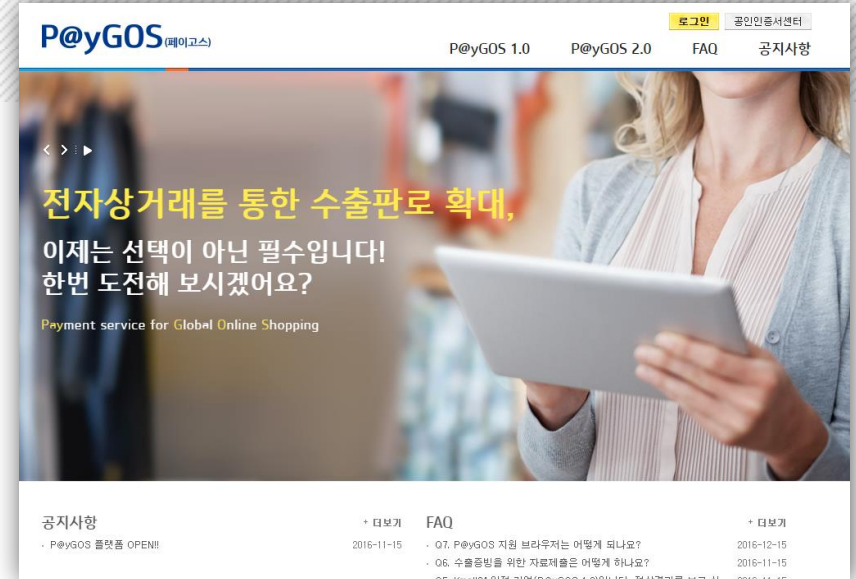 P@yGOS(페이고스)
로그인 공인인증서센터
P@yGOS 1.0 P@yGOS 2.0 FAQ 공지사항
전자상거래를 통한 수출판로 확대,
이제는 선택이 아닌 필수입니다!
한번 도전해 보시겠어요?
Payment service for Global Online Shopping
공지사항 + 더보기
· P@yGOS 플랫폼 OPEN!! 2016-11-15
FAQ + 더보기
· Q7. P@yGOS 지원 브라우저는 어떻게 되나요? 2016-12-15
· Q6. 수출증빙을 위한 자료제출은 어떻게 하나요? 2016-11-15